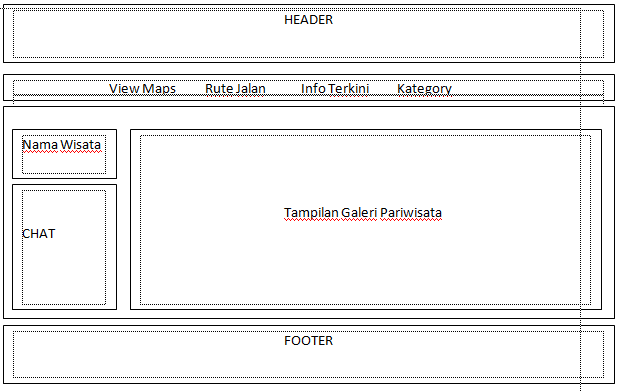 HEADER
View Maps Rute Jalan Info Terkini Kategory
Nama Wisata
CHAT
Tampilan Galeri Pariwisata
FOOTER